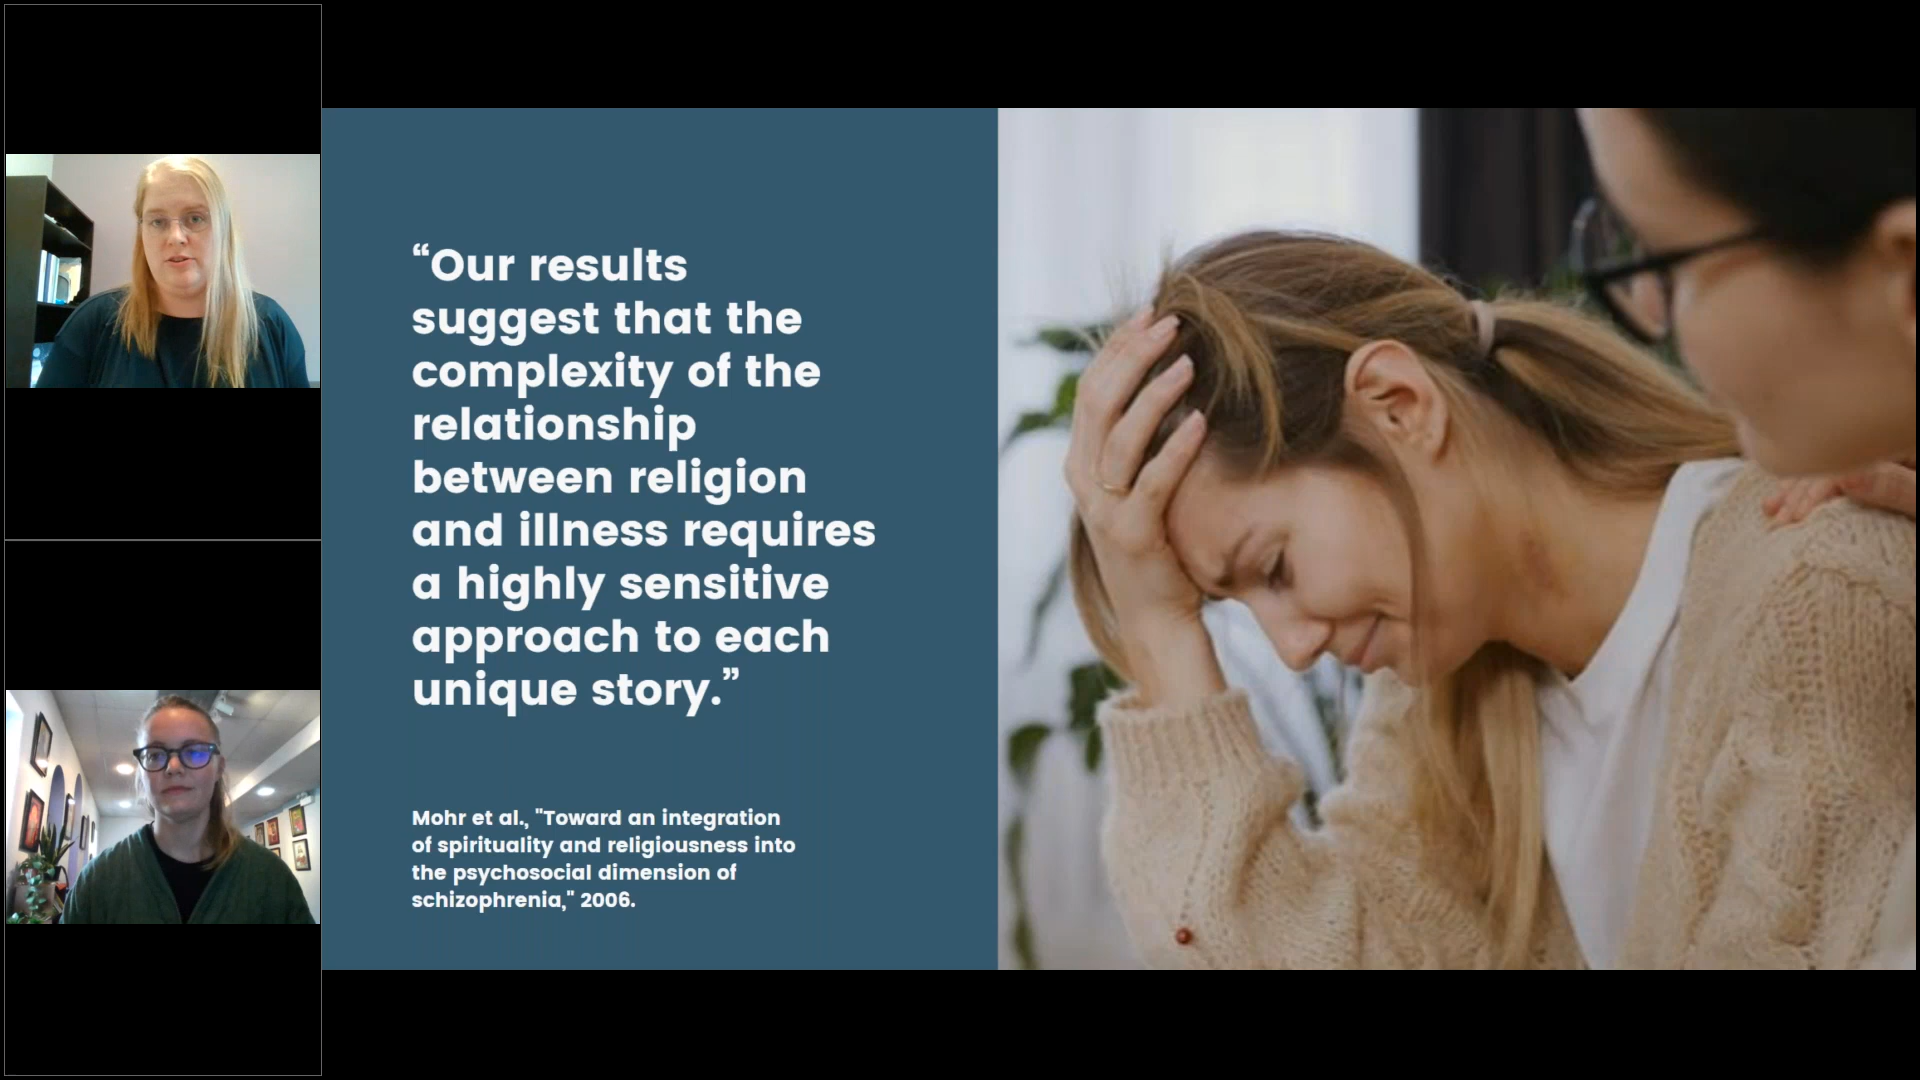 “Our results
suggest that the
complexity of the
relationship
between religion
and illness requires
a highly sensitive
approach to each
unique story.”
Mohr et al., "Toward an integration
of spirituality and religiousness into
the psychosocial dimension of
schizophrenia," 2006.